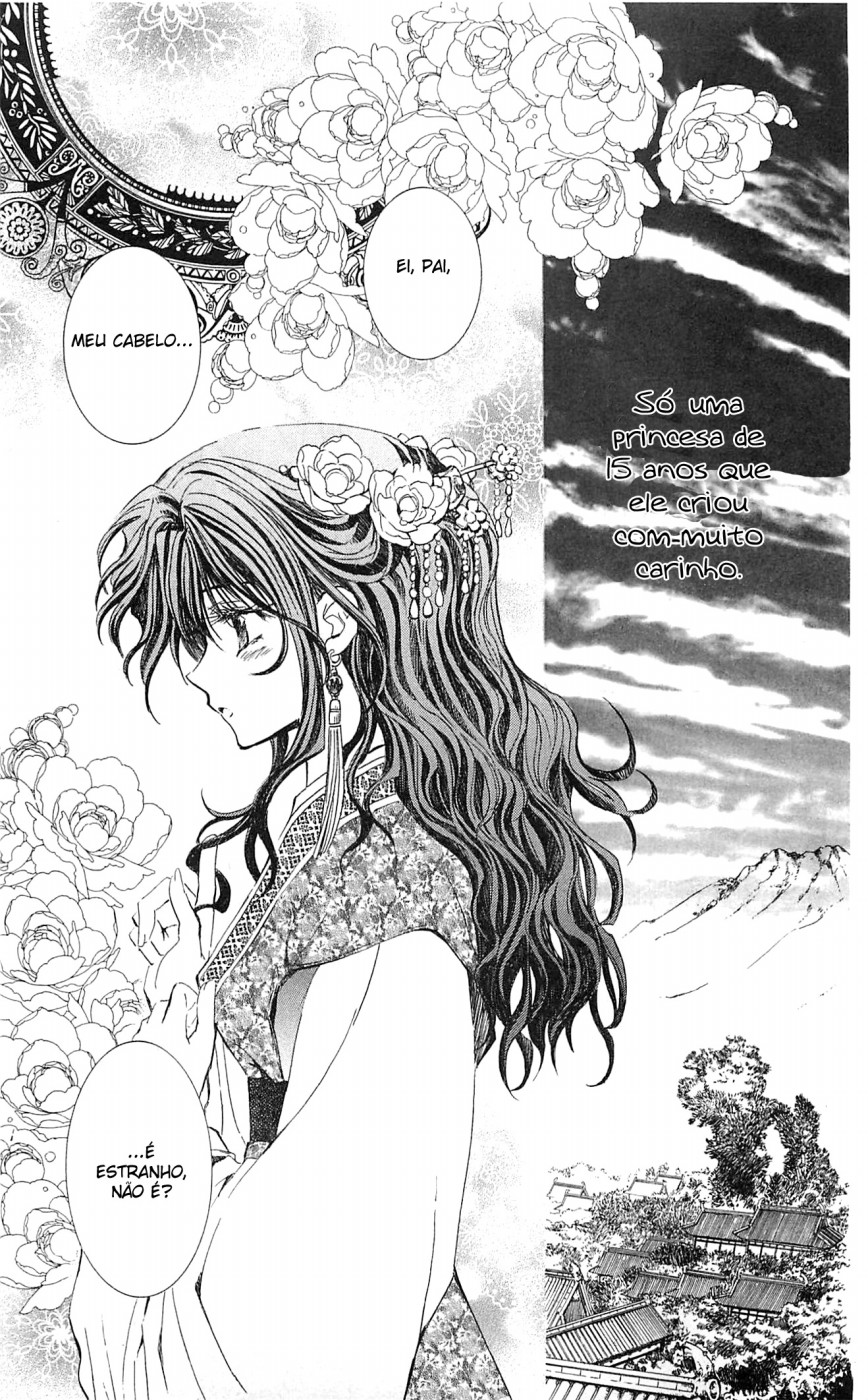 EI, PAI,
MEU CABELO...
Só uma
princesa de
15 anos que
ele criou
com muito
carinho.
...É
ESTRANHO,
NÃO É?